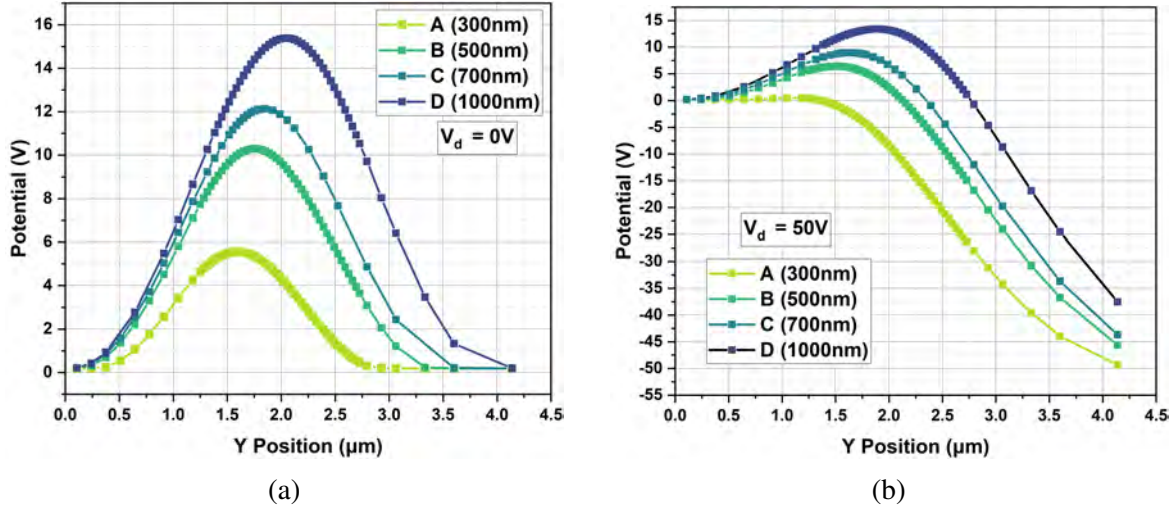 16
14
12
10
8
6
4
2
0
Potential (V)
A (300nm)
B (500nm)
C (700nm)
D (1000nm)
V_d = 0V
0.0 0.5 1.0 1.5 2.0 2.5 3.0 3.5 4.0 4.5
Y Position (µm)
(a)
15
10
5
0
-5
-10
-15
-20
-25
-30
-35
-40
-45
-50
-55
Potential (V)
V_d = 50V
A (300nm)
B (500nm)
C (700nm)
D (1000nm)
0.0 0.5 1.0 1.5 2.0 2.5 3.0 3.5 4.0 4.5
Y Position (µm)
(b)